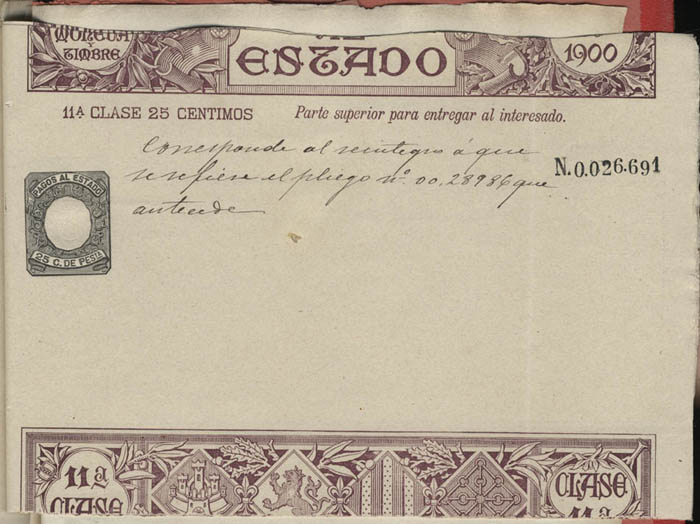 MONEDA
Y
TIMBRE
AL
ESTADO
1900
11ª CLASE 25 CENTIMOS
Parte superior para entregar al interesado.
Corresponde al reintegro á que
se refiere el pliego nº. 00,28986 que
antecede
N.0.026.691
PAGOS AL ESTADO
25 C. DE PESTA
11ª
CLASE
CLASE
11ª